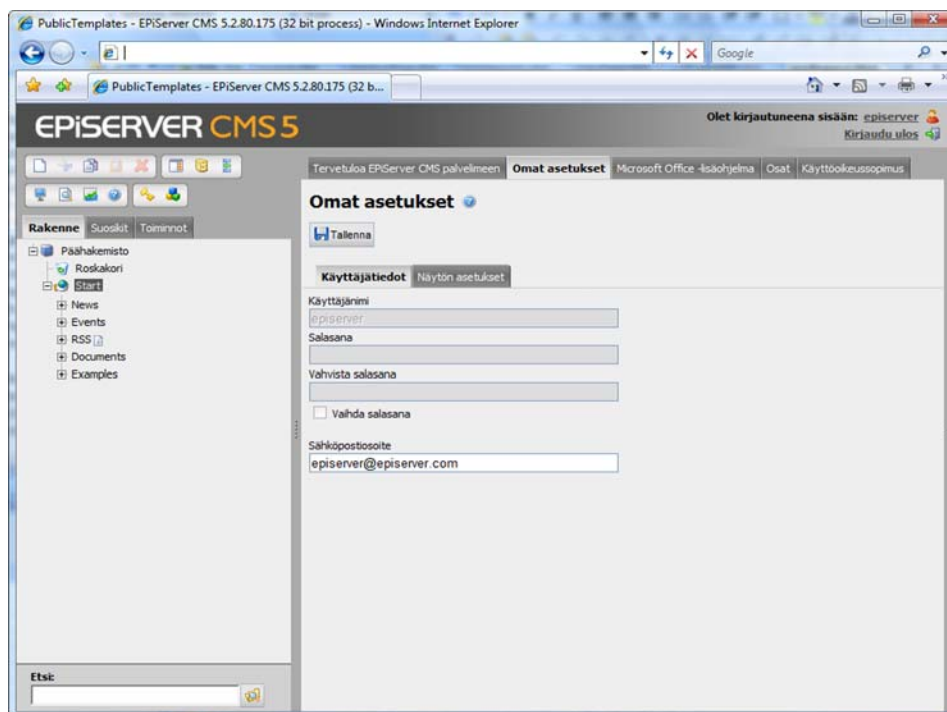 PublicTemplates - EPiServer CMS 5.2.80.175 (32 bit process) - Windows Internet Explorer
Google
PublicTemplates - EPiServer CMS 5.2.80.175 (32 b...
EPiSERVER CMS 5
Olet kirjautuneena sisään: episerver
Kirjaudu ulos
Tervetuloa EPiServer CMS palvelimeen Omat asetukset Microsoft Office -lisäohjelma Osat Käyttöoikeussopimus
Omat asetukset
Tallenna
Rakenne Suosikit Toiminnot
Päähakemisto
Roskakori
Start
News
Events
RSS
Documents
Examples
Käyttäjätiedot Näytön asetukset
Käyttäjänimi
episerver
Salasana
Vahvista salasana
Vaihda salasana
Sähköpostiosoite
episerver@episerver.com
Etsi: